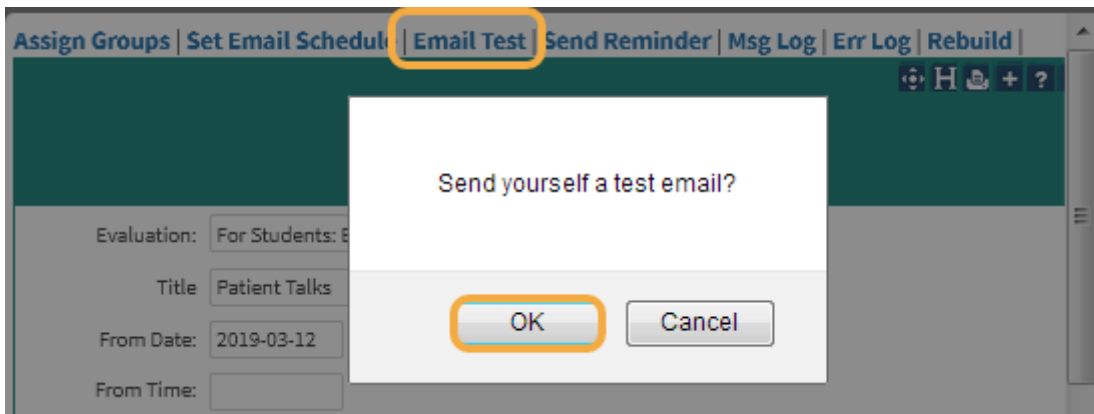 Assign Groups | Set Email Schedule | Email Test | Send Reminder | Msg Log | Err Log | Rebuild |
H + ?
Send yourself a test email?
Evaluation: For Students: E
Title Patient Talks
OK Cancel
From Date: 2019-03-12
From Time: